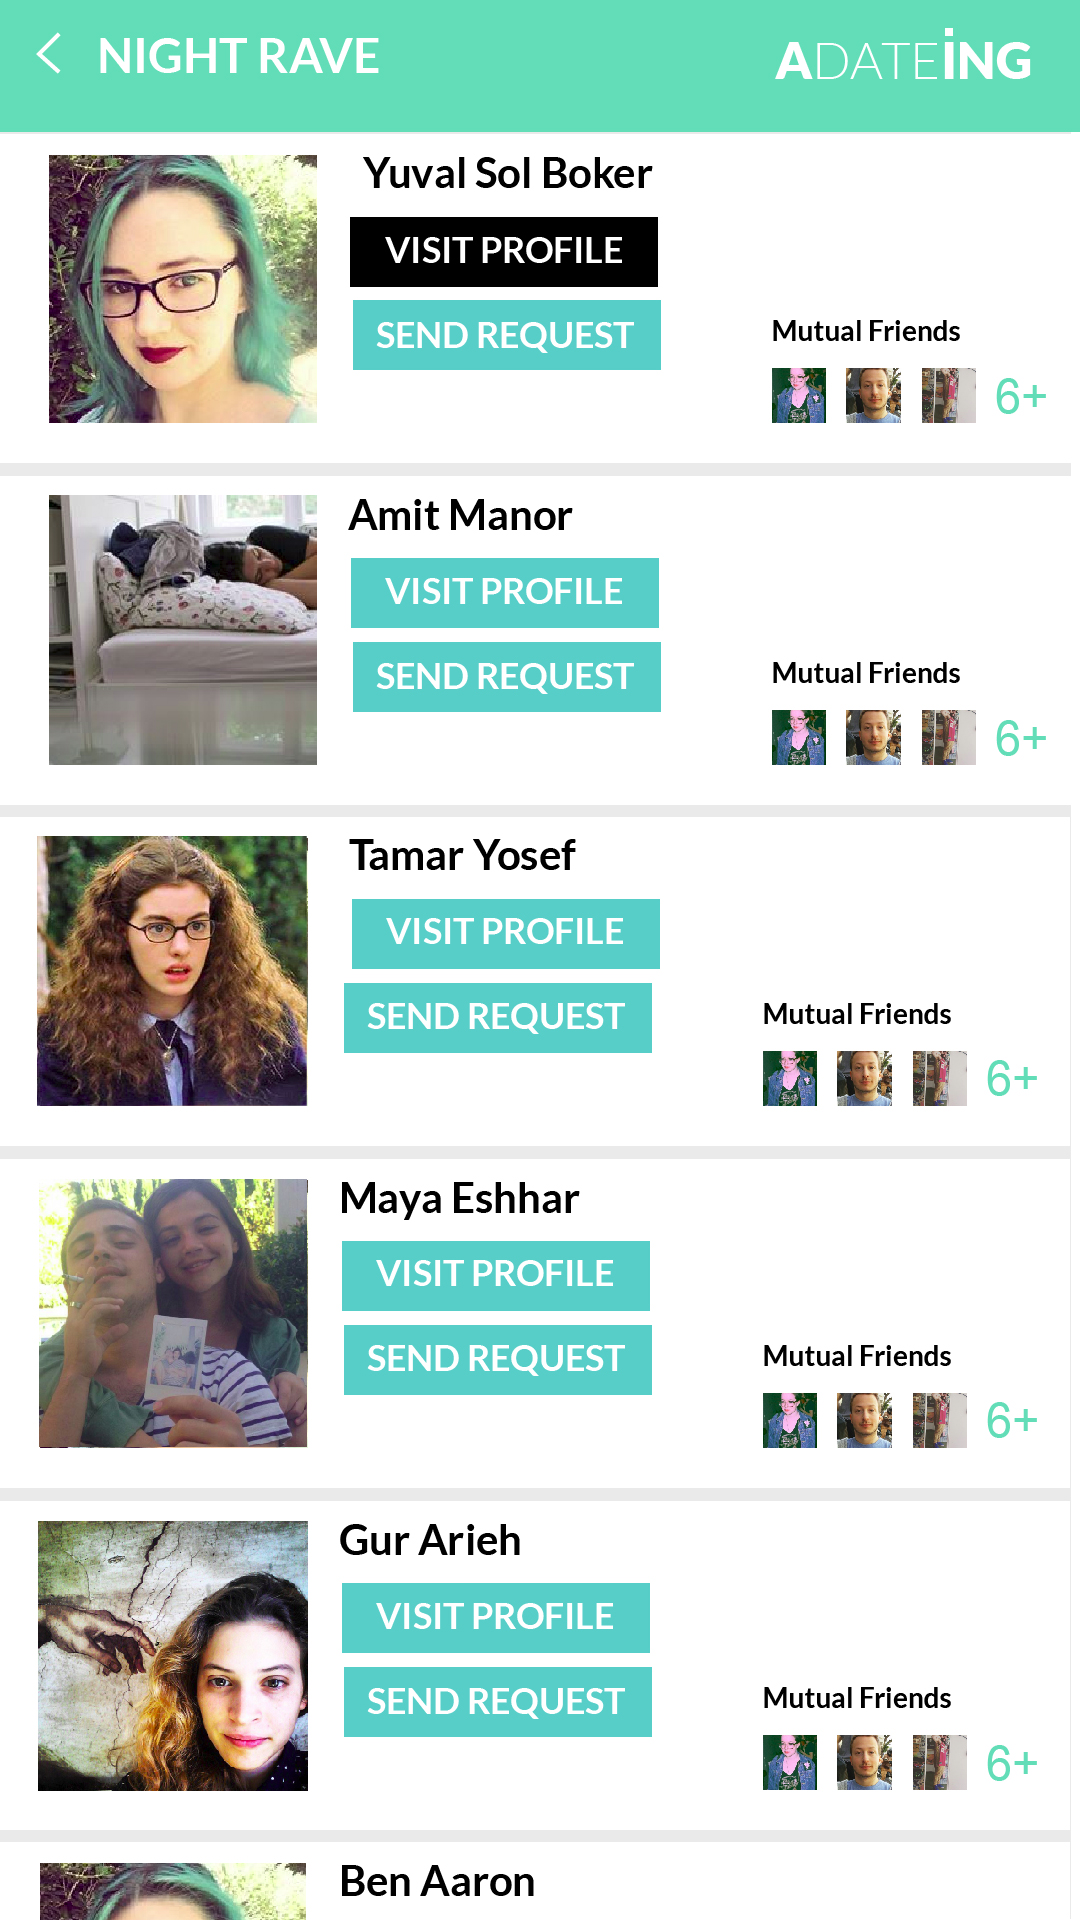 NIGHT RAVE
ADATEING
Yuval Sol Boker
VISIT PROFILE
SEND REQUEST
Mutual Friends
6+
Amit Manor
VISIT PROFILE
SEND REQUEST
Mutual Friends
6+
Tamar Yosef
VISIT PROFILE
SEND REQUEST
Mutual Friends
6+
Maya Eshhar
VISIT PROFILE
SEND REQUEST
Mutual Friends
6+
Gur Arieh
VISIT PROFILE
SEND REQUEST
Mutual Friends
6+
Ben Aaron